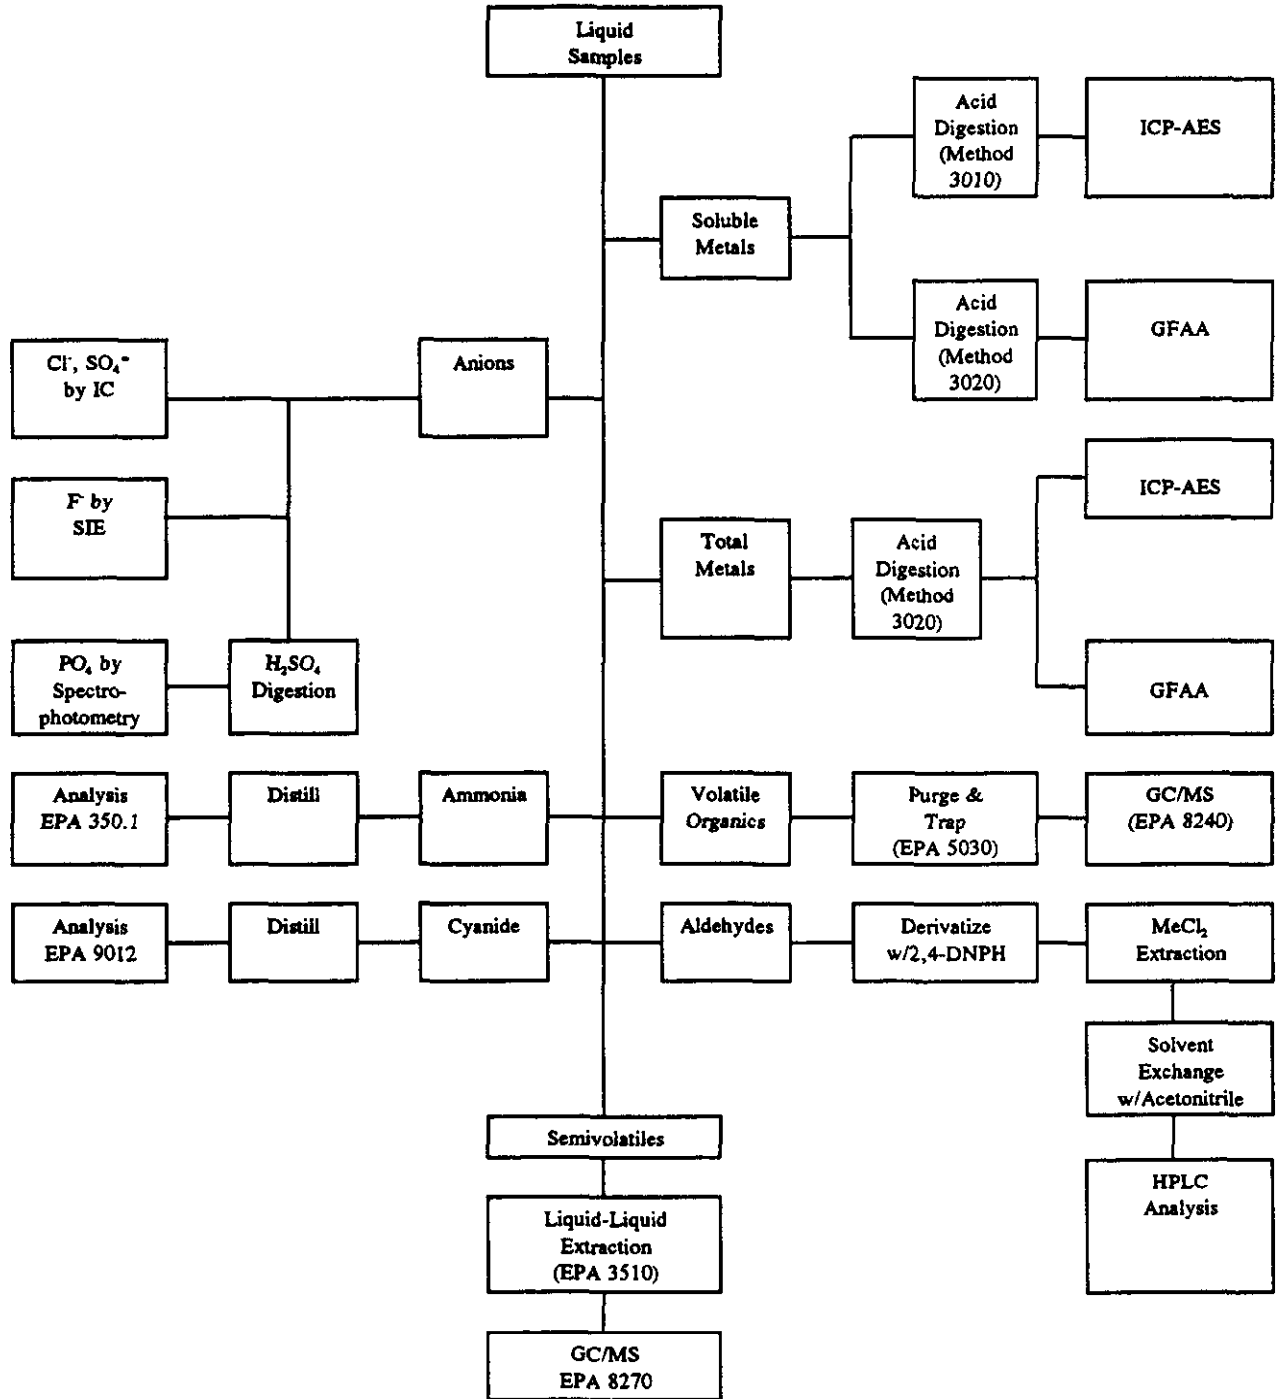 Liquid
Samples
Acid
Digestion
(Method
3010)
ICP-AES
Soluble
Metals
Acid
Digestion
(Method
3020)
GFAA
Cl⁻, SO₄⁼
by IC
Anions
F⁻ by
SIE
ICP-AES
Total
Metals
Acid
Digestion
(Method
3020)
PO₄ by
Spectro-
photometry
H₂SO₄
Digestion
GFAA
Analysis
EPA 350.1
Distill
Ammonia
Volatile
Organics
Purge &
Trap
(EPA 5030)
GC/MS
(EPA 8240)
Analysis
EPA 9012
Distill
Cyanide
Aldehydes
Derivatize
w/2,4-DNPH
MeCl₂
Extraction
Solvent
Exchange
w/Acetonitrile
Semivolatiles
HPLC
Analysis
Liquid-Liquid
Extraction
(EPA 3510)
GC/MS
EPA 8270